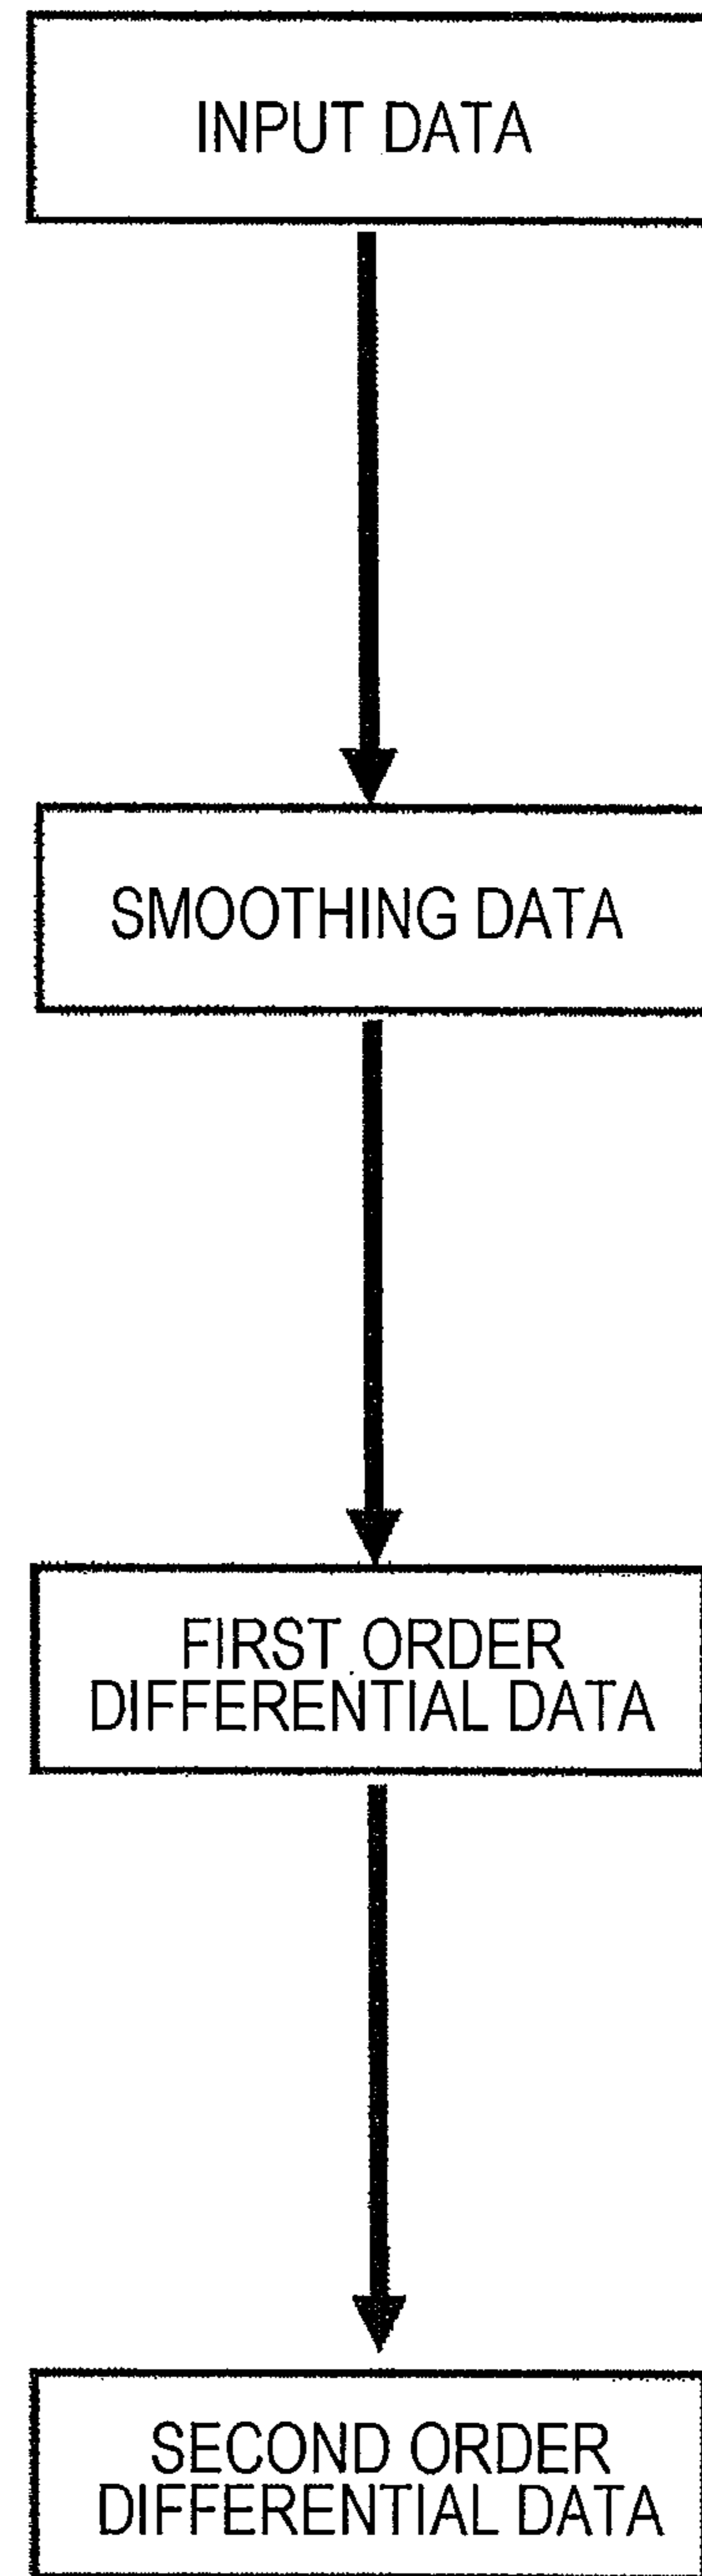 INPUT DATA
SMOOTHING DATA
FIRST ORDER
DIFFERENTIAL DATA
SECOND ORDER
DIFFERENTIAL DATA